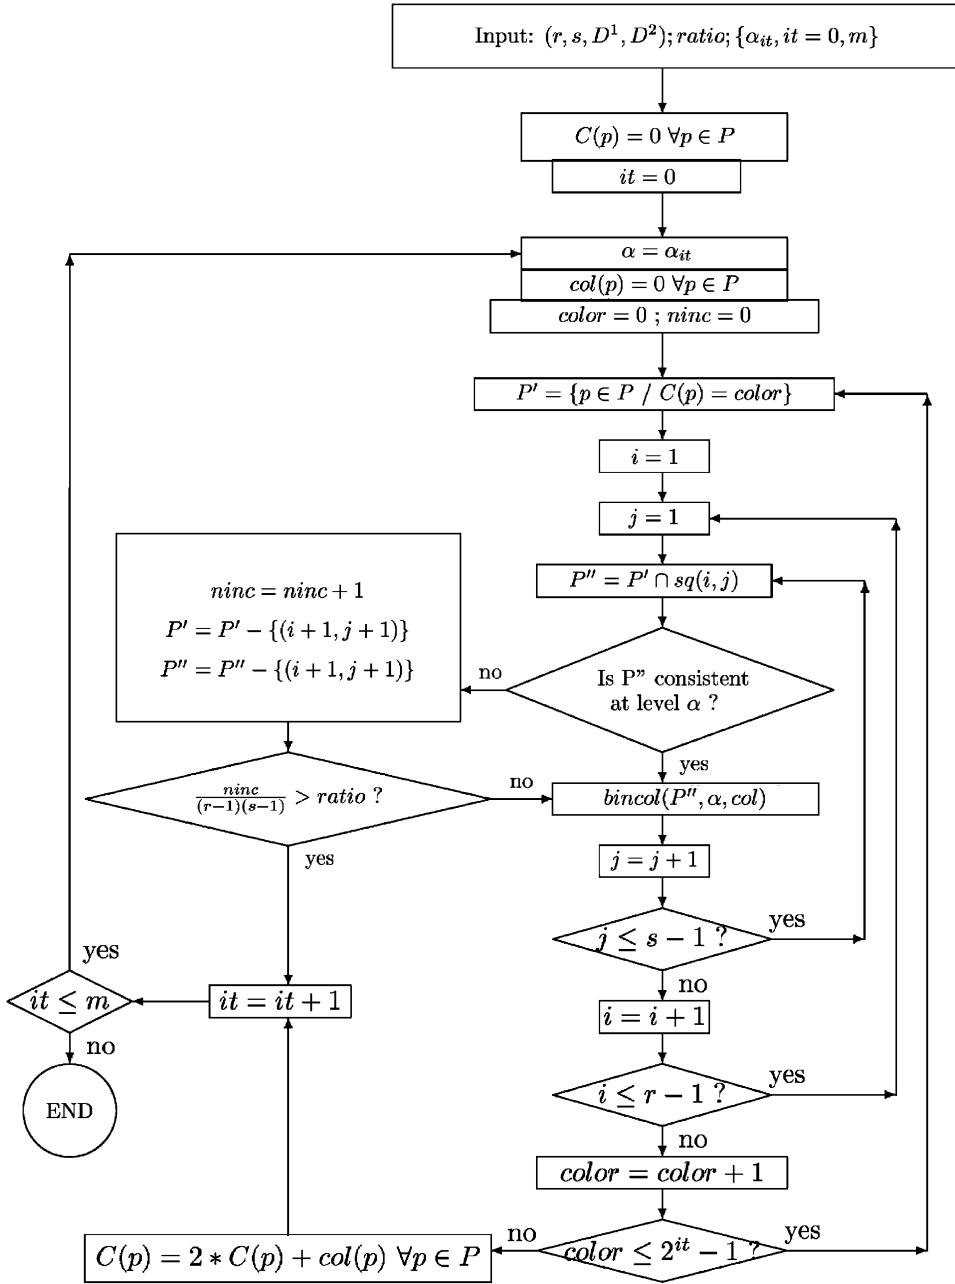 Input: (r, s, D¹, D²); ratio; {α_it, it = 0, m}
C(p) = 0 ∀p ∈ P
it = 0
α = α_it
col(p) = 0 ∀p ∈ P
color = 0 ; ninc = 0
P′ = {p ∈ P / C(p) = color}
i = 1
j = 1
P″ = P′ ∩ sq(i, j)
ninc = ninc + 1
P′ = P′ − {(i + 1, j + 1)}
P″ = P″ − {(i + 1, j + 1)}
no
Is P” consistent
at level α ?
yes
ninc/(r−1)(s−1) > ratio ?
no
bincol(P″, α, col)
yes
j = j + 1
j ≤ s − 1 ?
yes
no
yes
it ≤ m
no
it = it + 1
i = i + 1
END
i ≤ r − 1 ?
yes
no
color = color + 1
C(p) = 2 ∗ C(p) + col(p) ∀p ∈ P
no
color ≤ 2^it − 1 ?
yes